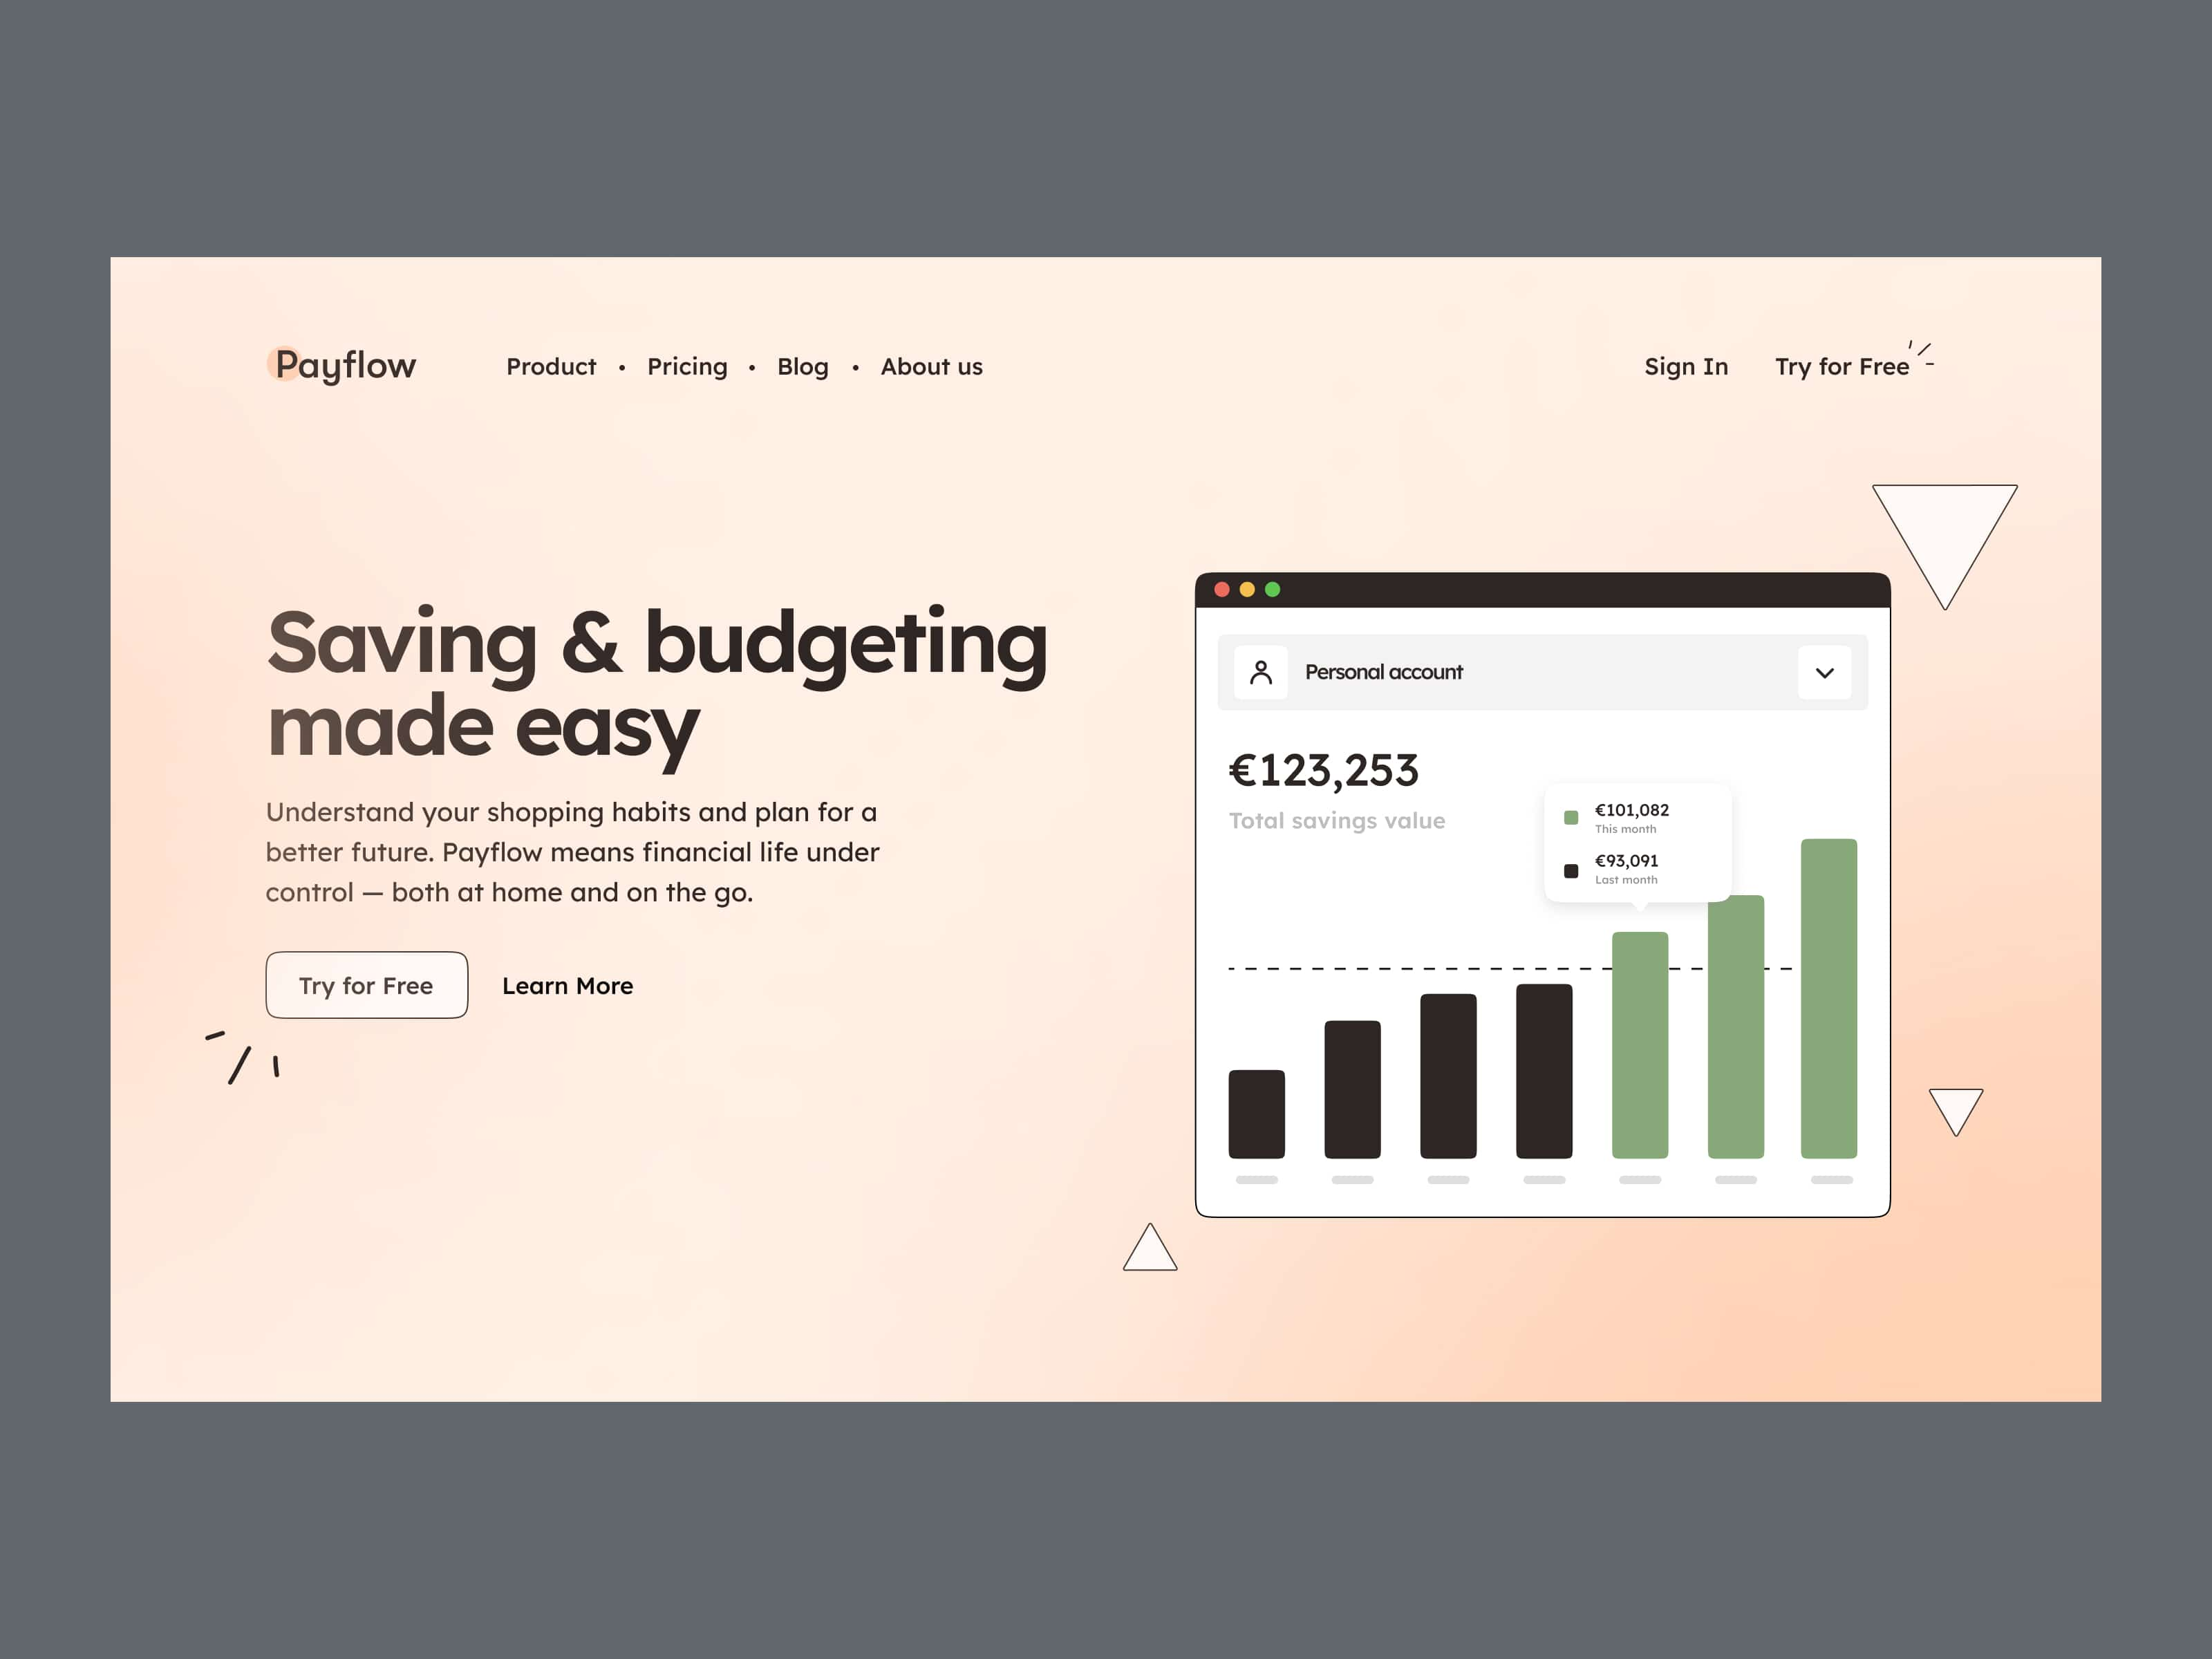 Payflow
Product • Pricing • Blog • About us
Sign In
Try for Free
Saving & budgeting
made easy
Understand your shopping habits and plan for a
better future. Payflow means financial life under
control — both at home and on the go.
Try for Free
Learn More
Personal account
€123,253
Total savings value
€101,082
This month
€93,091
Last month